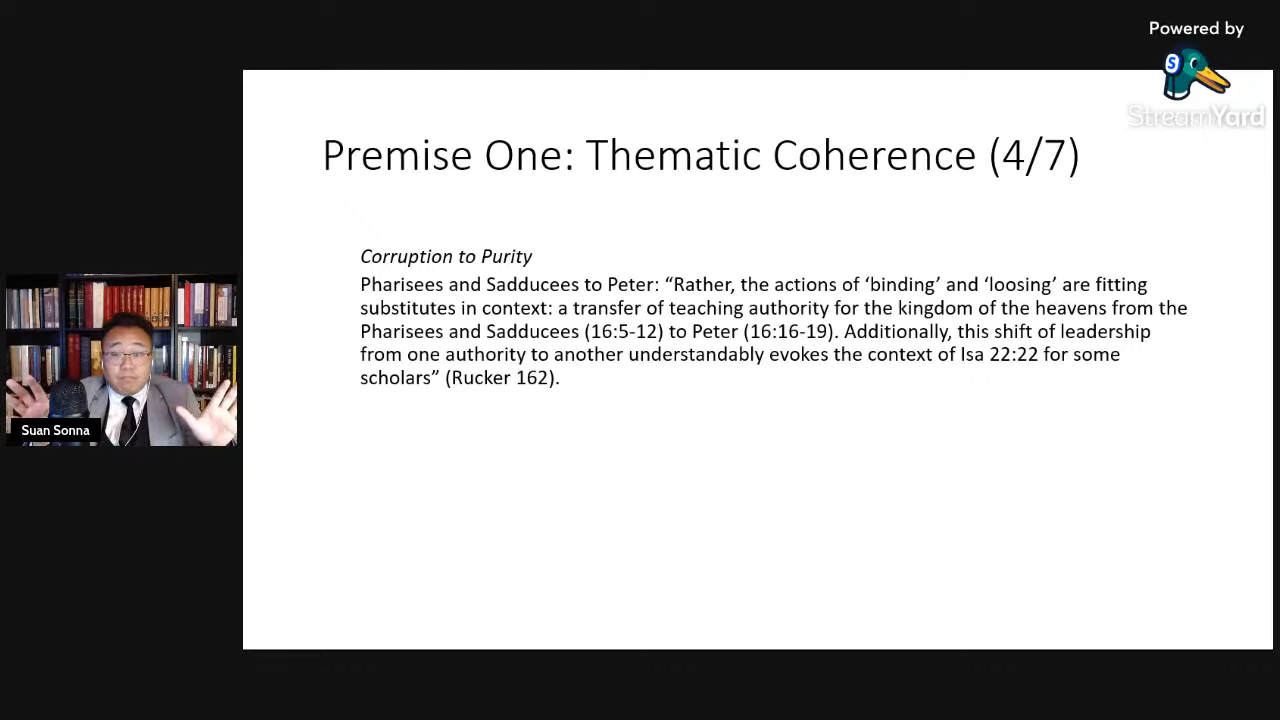 Powered by
S
StreamYard
Premise One: Thematic Coherence (4/7)
Corruption to Purity
Pharisees and Sadducees to Peter: “Rather, the actions of ‘binding’ and ‘loosing’ are fitting
substitutes in context: a transfer of teaching authority for the kingdom of the heavens from the
Pharisees and Sadducees (16:5-12) to Peter (16:16-19). Additionally, this shift of leadership
from one authority to another understandably evokes the context of Isa 22:22 for some
scholars” (Rucker 162).
Suan Sonna